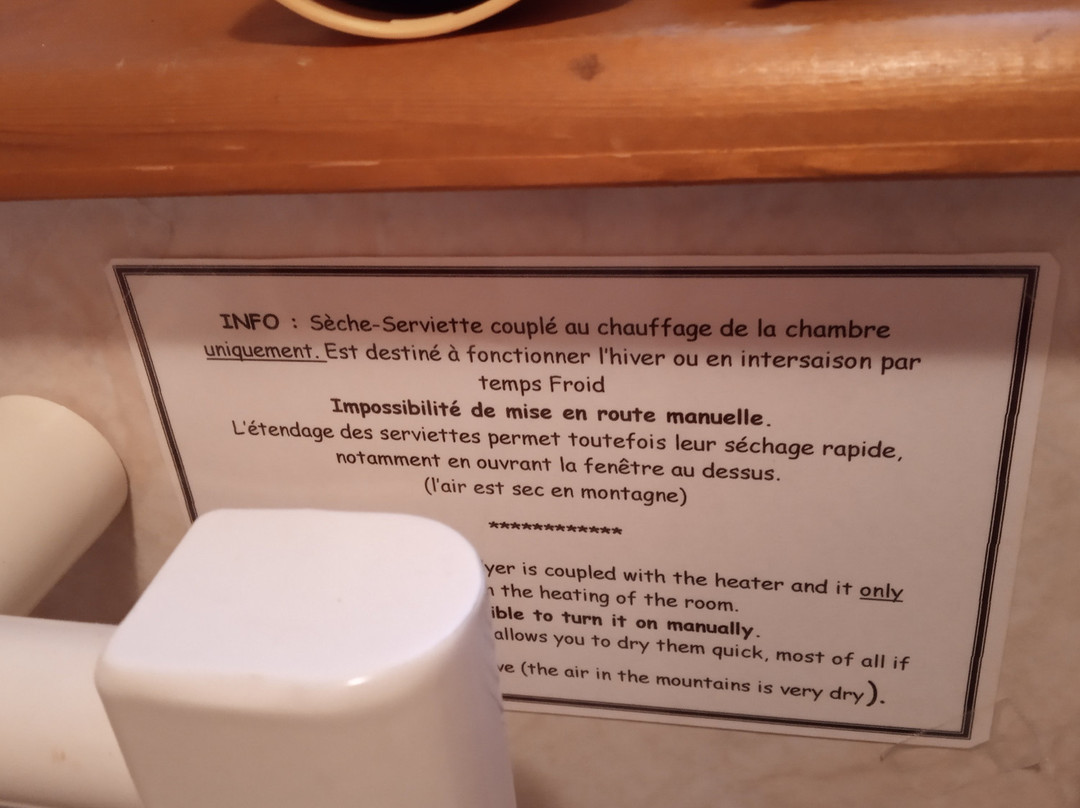 INFO : Sèche-Serviette couplé au chauffage de la chambre
uniquement. Est destiné à fonctionner l'hiver ou en intersaison par
temps Froid
Impossibilité de mise en route manuelle.
L'étendage des serviettes permet toutefois leur séchage rapide,
notamment en ouvrant la fenêtre au dessus.
(l'air est sec en montagne)
************
is coupled with the heater and it only
the heating of the room.
to turn it on manually.
allows you to dry them quick, most of all if
(the air in the mountains is very dry).